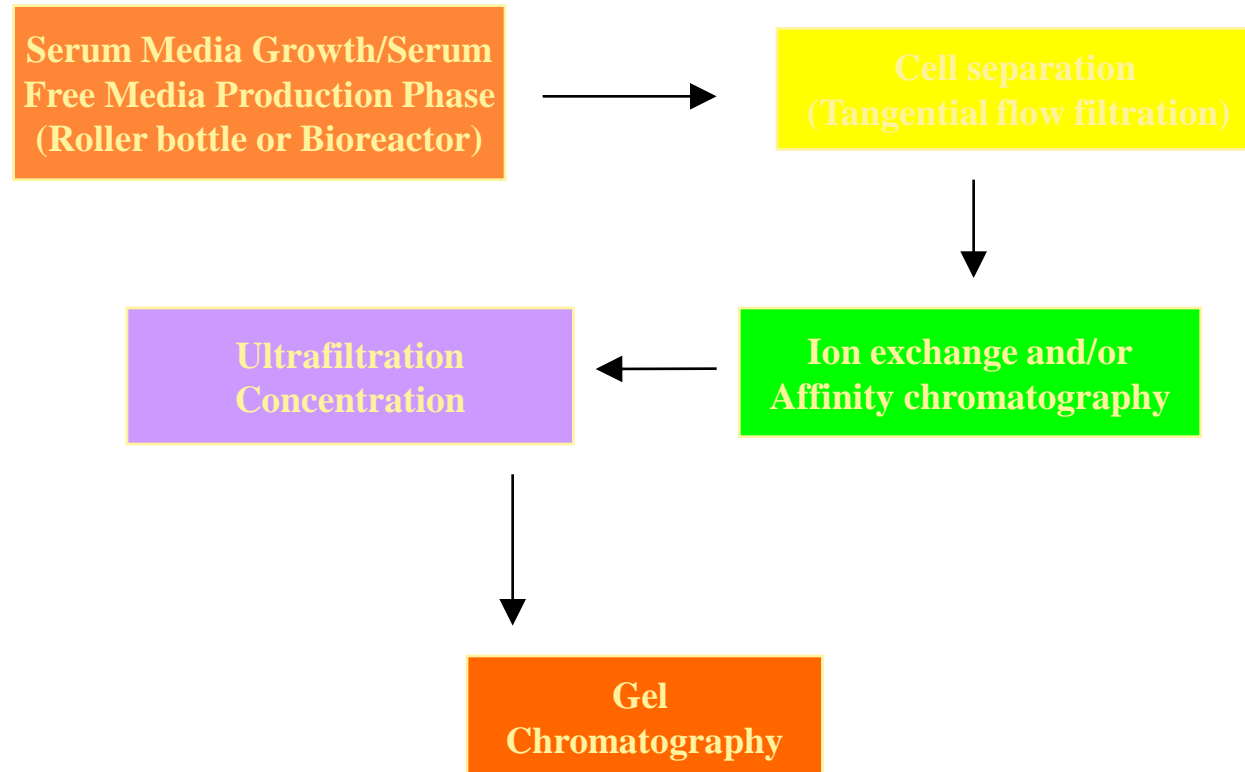 Serum Media Growth/Serum
Free Media Production Phase
(Roller bottle or Bioreactor)
Cell separation
(Tangential flow filtration)
Ion exchange and/or
Affinity chromatography
Ultrafiltration
Concentration
Gel
Chromatography